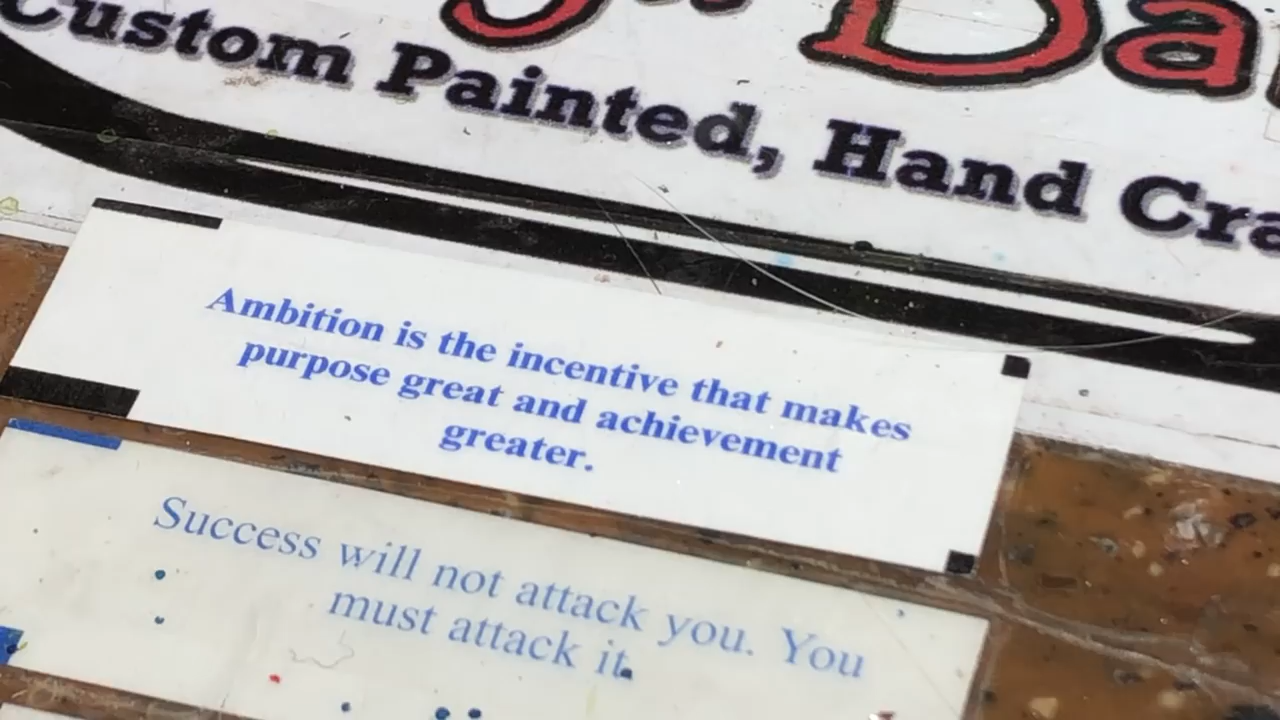 Custom Painted, Hand
Ambition is the incentive that makes
purpose great and achievement
greater.
Success will not attack you. You
must attack it.